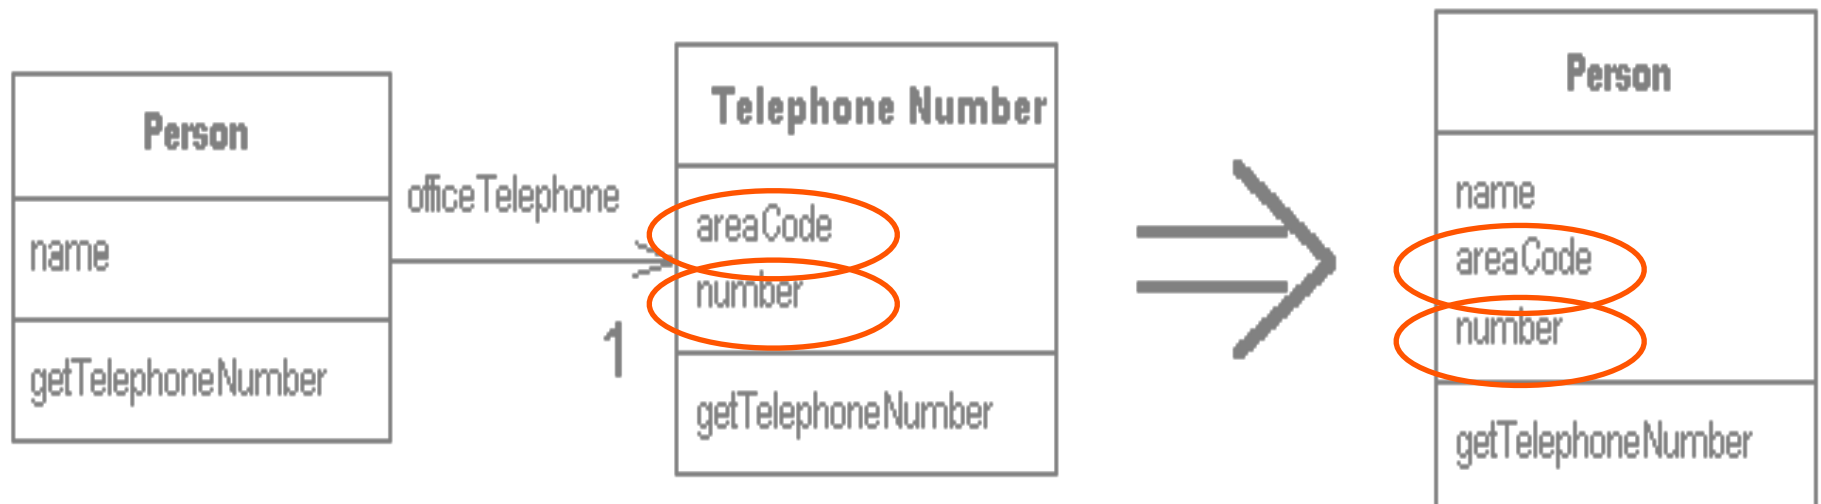 Person
name
getTelephoneNumber
officeTelephone
1
Telephone Number
areaCode
number
getTelephoneNumber
Person
name
areaCode
number
getTelephoneNumber